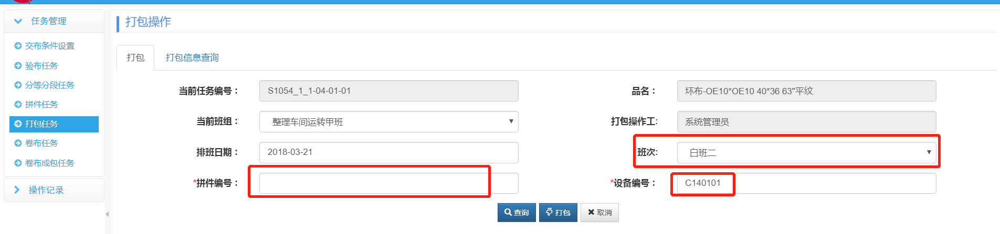 任务管理
交布条件设置
验布任务
分等分段任务
拼件任务
打包任务
卷布任务
卷布成包任务
操作记录
打包操作
打包 打包信息查询
当前任务编号： S1054_1_1-04-01-01 品名： 坏布-OE10*OE10 40*36 63"平纹
当前班组： 整理车间运转甲班 打包操作工: 系统管理员
排班日期： 2018-03-21 班次: 白班二
*拼件编号： *设备编号： C140101
查询 打包 取消